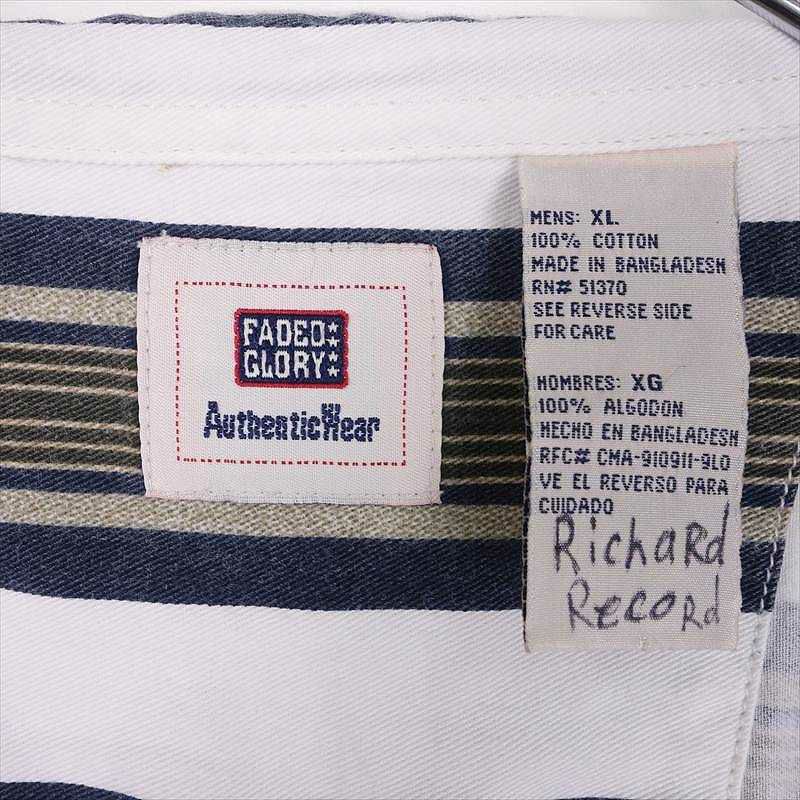 FADED
GLORY
AuthenticWear
MENS: XL
100% COTTON
MADE IN BANGLADESH
RN# 51370
SEE REVERSE SIDE
FOR CARE
HOMBRES: XG
100% ALGODON
HECHO EN BANGLADESH
RFC# CMA-910911-9L0
VE EL REVERSO PARA
CUIDADO
Richard
Record